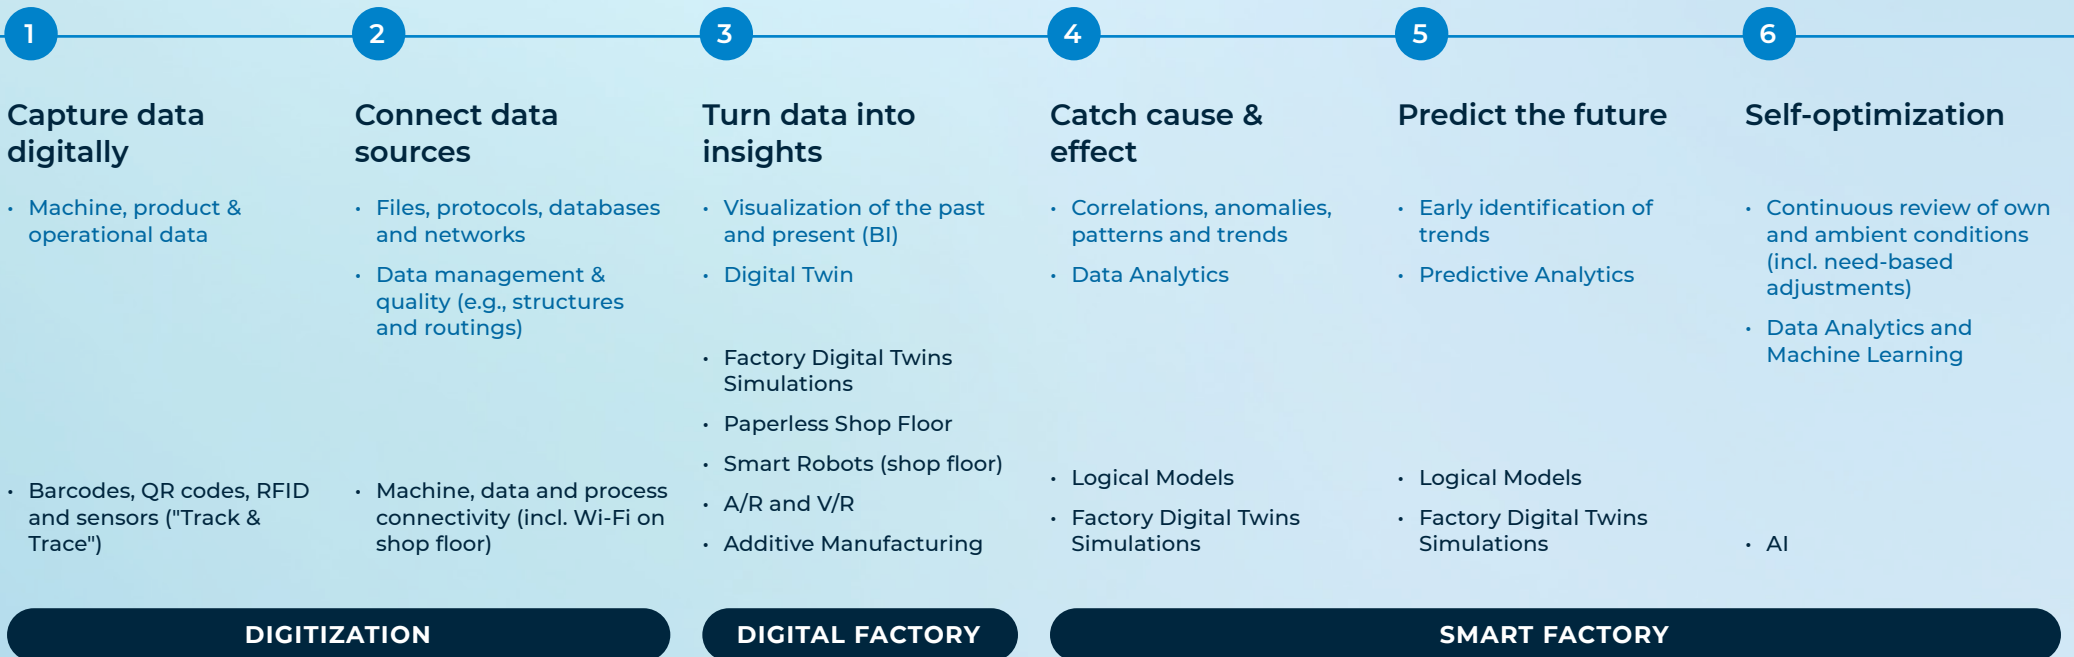 1
Capture data
digitally
• Machine, product &
operational data
• Barcodes, QR codes, RFID
and sensors ("Track &
Trace")
2
Connect data
sources
• Files, protocols, databases
and networks
• Data management &
quality (e.g., structures
and routings)
• Machine, data and process
connectivity (incl. Wi-Fi on
shop floor)
DIGITIZATION
3
Turn data into
insights
• Visualization of the past
and present (BI)
• Digital Twin
• Factory Digital Twins
Simulations
• Paperless Shop Floor
• Smart Robots (shop floor)
• A/R and V/R
• Additive Manufacturing
DIGITAL FACTORY
4
Catch cause &
effect
• Correlations, anomalies,
patterns and trends
• Data Analytics
• Logical Models
• Factory Digital Twins
Simulations
5
Predict the future
• Early identification of
trends
• Predictive Analytics
• Logical Models
• Factory Digital Twins
Simulations
6
Self-optimization
• Continuous review of own
and ambient conditions
(incl. need-based
adjustments)
• Data Analytics and
Machine Learning
• AI
SMART FACTORY